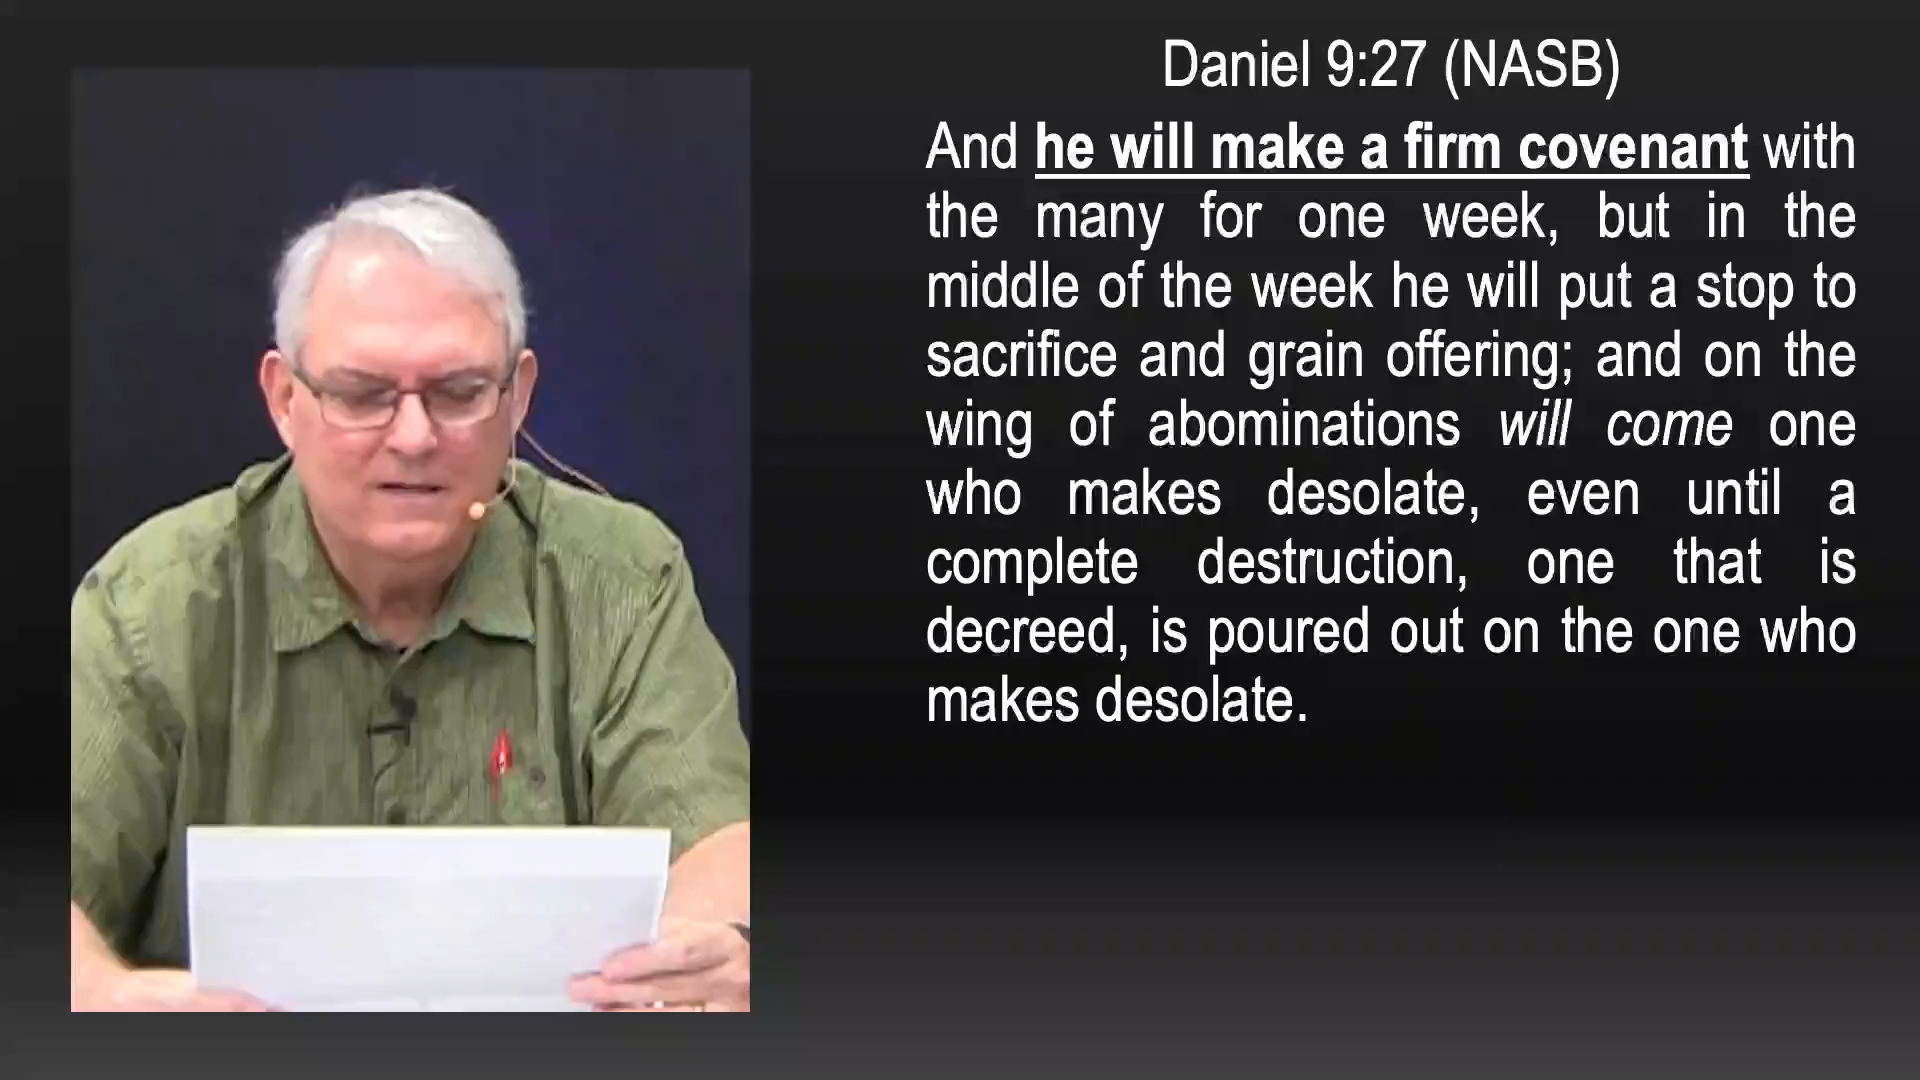 Daniel 9:27 (NASB)
And he will make a firm covenant with
the many for one week, but in the
middle of the week he will put a stop to
sacrifice and grain offering; and on the
wing of abominations will come one
who makes desolate, even until a
complete destruction, one that is
decreed, is poured out on the one who
makes desolate.